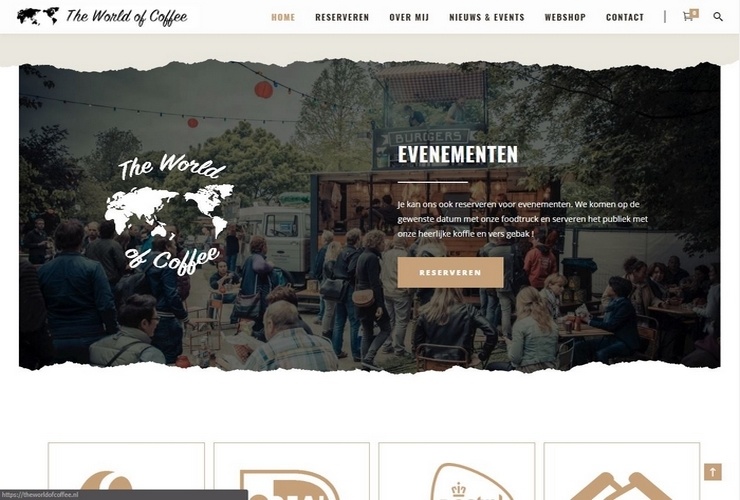 The World of Coffee
HOME RESERVEREN OVER MIJ NIEUWS & EVENTS WEBSHOP CONTACT
BURGERS
The World
of Coffee
EVENEMENTEN
Je kan ons ook reserveren voor evenementen. We komen op de
gewenste datum met onze foodtruck en serveren het publiek met
onze heerlijke koffie en vers gebak !
RESERVEREN
https://theworldofcoffee.nl